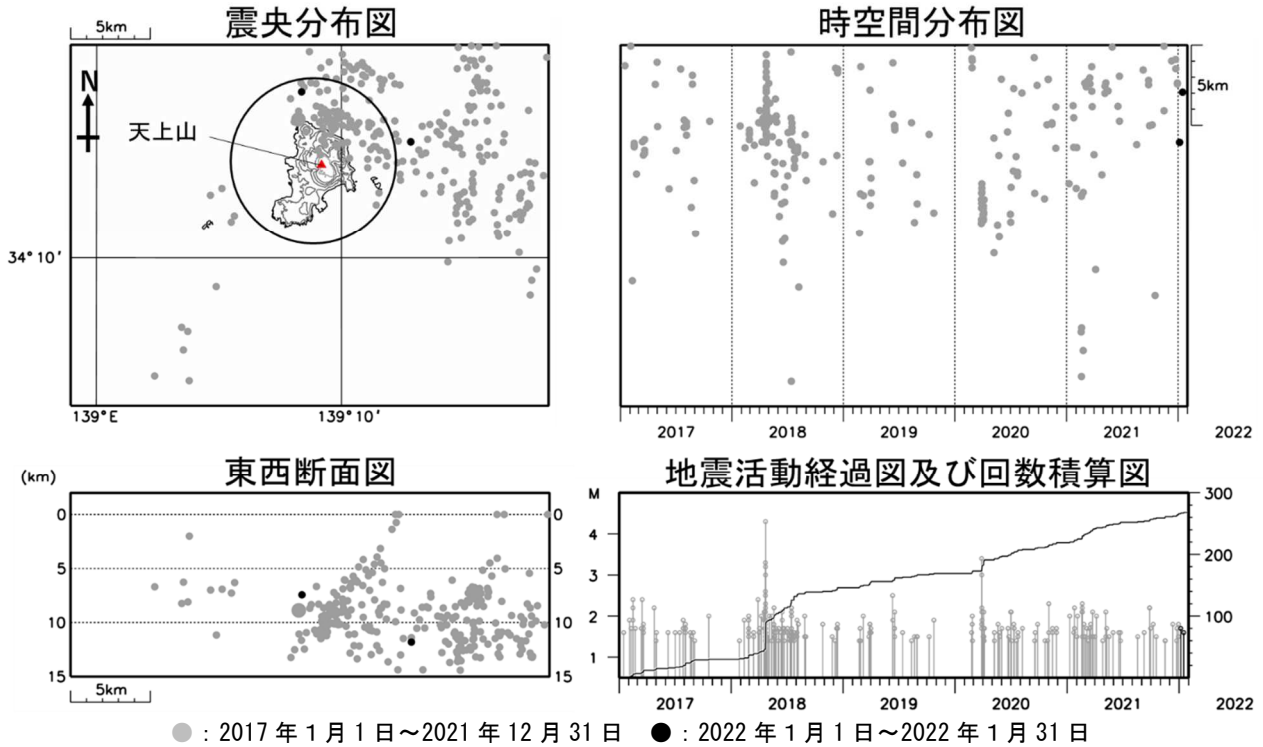 震央分布図
5km
N
天上山
34°10′
139°E
139°10′
時空間分布図
5km
2017 2018 2019 2020 2021 2022
東西断面図
(km)
0 0
5 5
10 10
15 15
5km
地震活動経過図及び回数積算図
M
300
4
200
3
2
100
1
2017 2018 2019 2020 2021 2022
●：2017年1月1日～2021年12月31日 ●：2022年1月1日～2022年1月31日